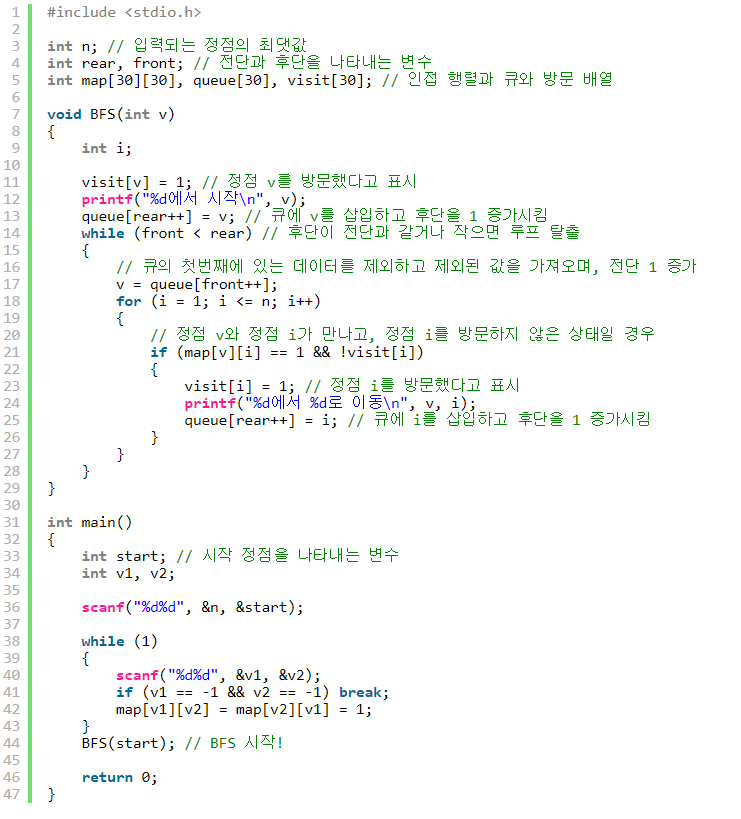 1 #include <stdio.h>
2
3 int n; // 입력되는 정점의 최댓값
4 int rear, front; // 전단과 후단을 나타내는 변수
5 int map[30][30], queue[30], visit[30]; // 인접 행렬과 큐와 방문 배열
6
7 void BFS(int v)
8 {
9     int i;
10
11     visit[v] = 1; // 정점 v를 방문했다고 표시
12     printf("%d에서 시작\n", v);
13     queue[rear++] = v; // 큐에 v를 삽입하고 후단을 1 증가시킴
14     while (front < rear) // 후단이 전단과 같거나 작으면 루프 탈출
15     {
16         // 큐의 첫번째에 있는 데이터를 제외하고 제외된 값을 가져오며, 전단 1 증가
17         v = queue[front++];
18         for (i = 1; i <= n; i++)
19         {
20             // 정점 v와 정점 i가 만나고, 정점 i를 방문하지 않은 상태일 경우
21             if (map[v][i] == 1 && !visit[i])
22             {
23                 visit[i] = 1; // 정점 i를 방문했다고 표시
24                 printf("%d에서 %d로 이동\n", v, i);
25                 queue[rear++] = i; // 큐에 i를 삽입하고 후단을 1 증가시킴
26             }
27         }
28     }
29 }
30
31 int main()
32 {
33     int start; // 시작 정점을 나타내는 변수
34     int v1, v2;
35
36     scanf("%d%d", &n, &start);
37
38     while (1)
39     {
40         scanf("%d%d", &v1, &v2);
41         if (v1 == -1 && v2 == -1) break;
42         map[v1][v2] = map[v2][v1] = 1;
43     }
44     BFS(start); // BFS 시작!
45
46     return 0;
47 }